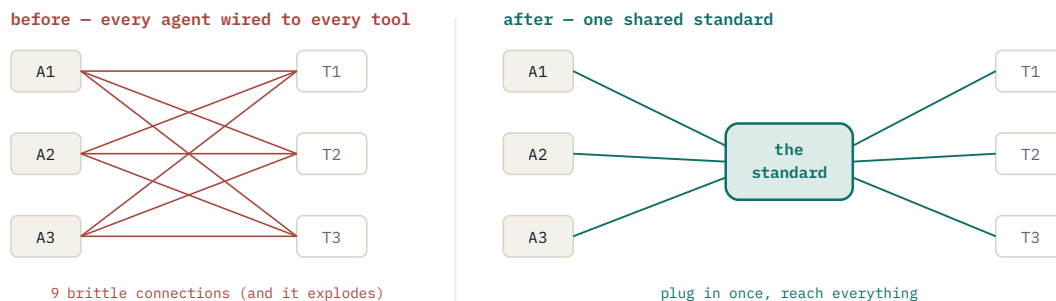 before — every agent wired to every tool
A1
T1
A2
T2
A3
T3
9 brittle connections (and it explodes)
after — one shared standard
A1
T1
A2
the
standard
T2
A3
T3
plug in once, reach everything